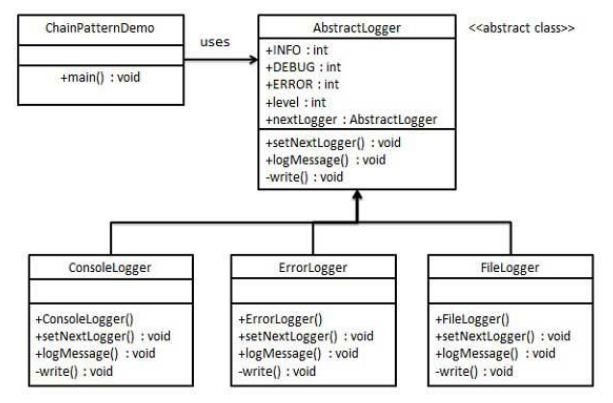 ChainPatternDemo
+main() : void
uses
AbstractLogger
<<abstract class>>
+INFO : int
+DEBUG : int
+ERROR : int
+level : int
+nextLogger : AbstractLogger
+setNextLogger() : void
+logMessage() : void
-write() : void
ConsoleLogger
+ConsoleLogger()
+setNextLogger() : void
+logMessage() : void
-write() : void
ErrorLogger
+ErrorLogger()
+setNextLogger() : void
+logMessage() : void
-write() : void
FileLogger
+FileLogger()
+setNextLogger() : void
+logMessage() : void
-write() : void